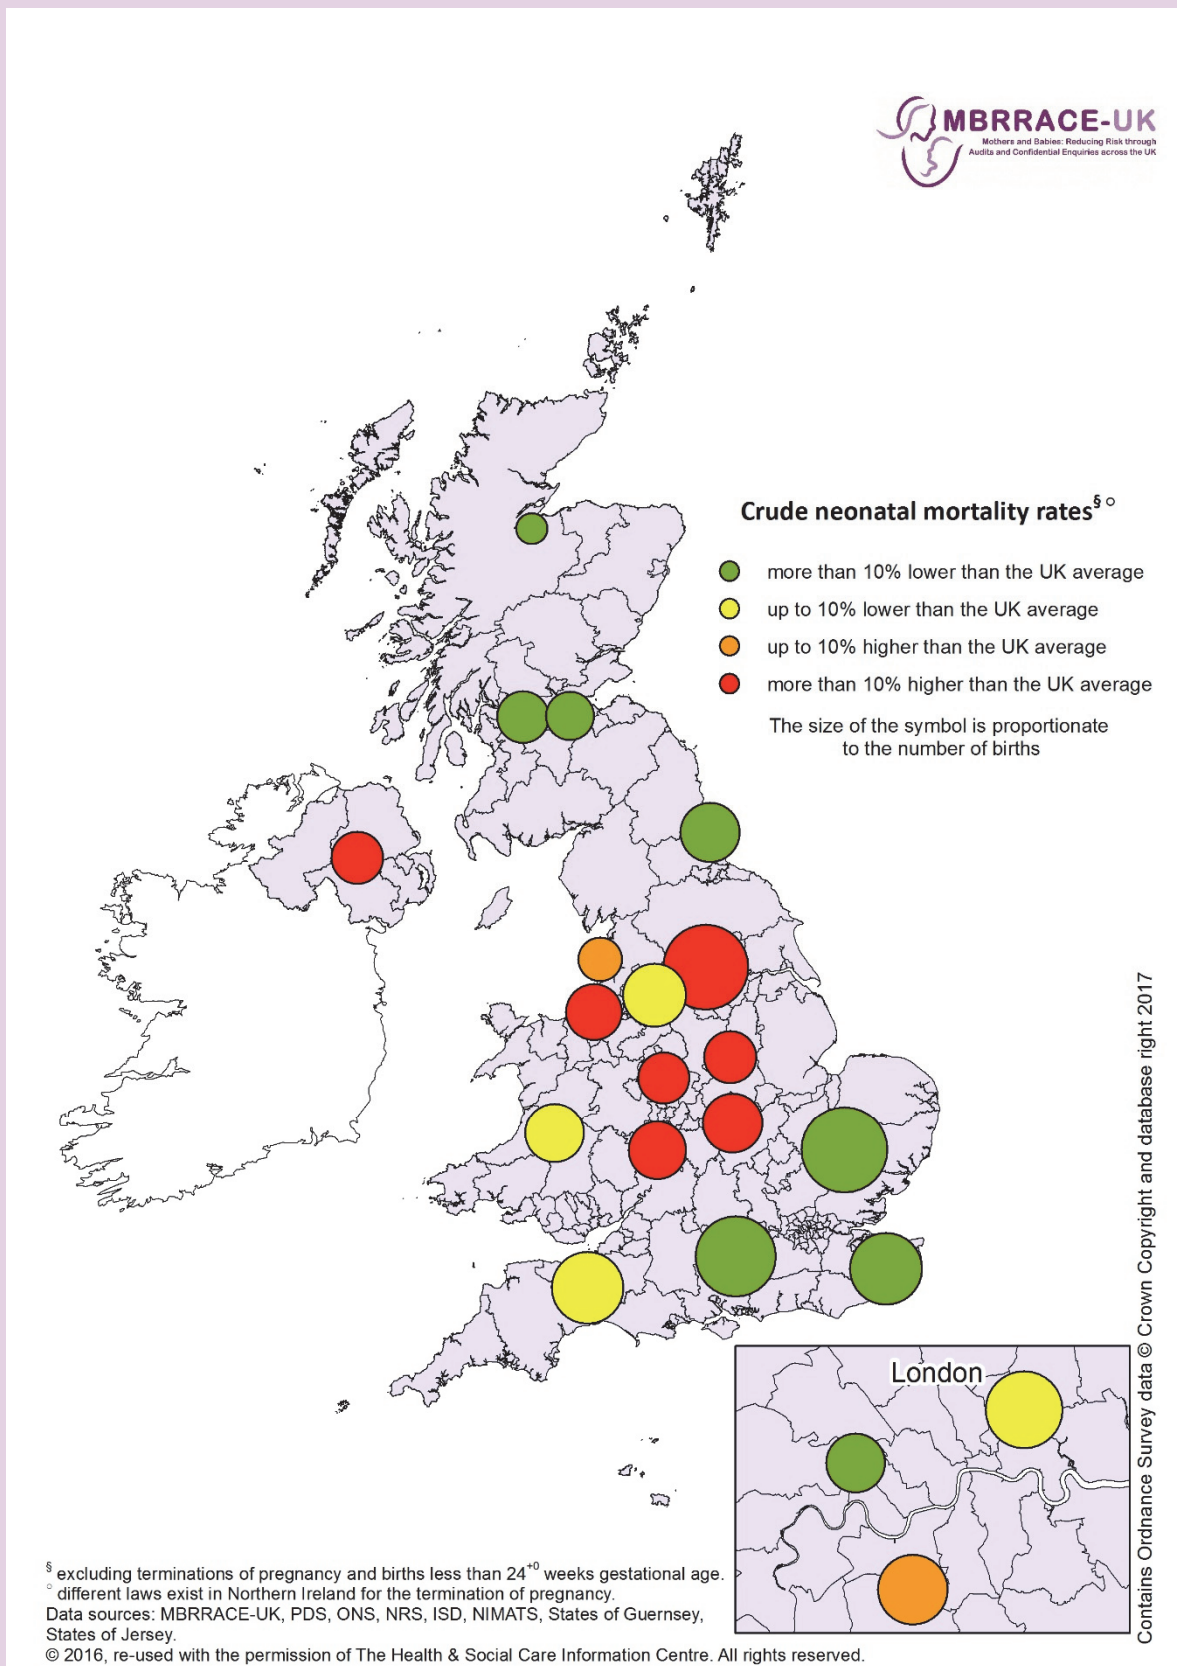 MBRRACE-UK
Mothers and Babies: Reducing Risk through
Audits and Confidential Enquiries across the UK
Crude neonatal mortality rates§ °
more than 10% lower than the UK average
up to 10% lower than the UK average
up to 10% higher than the UK average
more than 10% higher than the UK average
The size of the symbol is proportionate
to the number of births
London
Contains Ordnance Survey data © Crown Copyright and database right 2017
§ excluding terminations of pregnancy and births less than 24+0 weeks gestational age.
° different laws exist in Northern Ireland for the termination of pregnancy.
Data sources: MBRRACE-UK, PDS, ONS, NRS, ISD, NIMATS, States of Guernsey,
States of Jersey.
© 2016, re-used with the permission of The Health & Social Care Information Centre. All rights reserved.